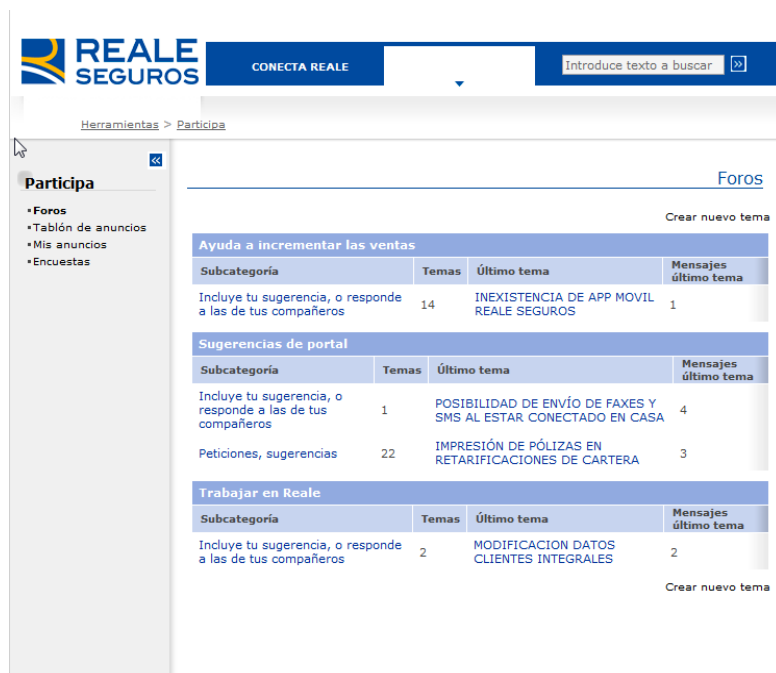 REALE
SEGUROS
CONECTA REALE
Introduce texto a buscar
Herramientas > Participa
Participa
Foros
Tablón de anuncios
Mis anuncios
Encuestas
Foros
Crear nuevo tema
Ayuda a incrementar las ventas
Subcategoría Temas Último tema Mensajes
último tema
Incluye tu sugerencia, o responde
a las de tus compañeros
14
INEXISTENCIA DE APP MOVIL
REALE SEGUROS
1
Sugerencias de portal
Subcategoría Temas Último tema Mensajes
último tema
Incluye tu sugerencia, o
responde a las de tus
compañeros
1
POSIBILIDAD DE ENVÍO DE FAXES Y
SMS AL ESTAR CONECTADO EN CASA
4
Peticiones, sugerencias
22
IMPRESIÓN DE PÓLIZAS EN
RETARIFICACIONES DE CARTERA
3
Trabajar en Reale
Subcategoría Temas Último tema Mensajes
último tema
Incluye tu sugerencia, o responde
a las de tus compañeros
2
MODIFICACION DATOS
CLIENTES INTEGRALES
2
Crear nuevo tema